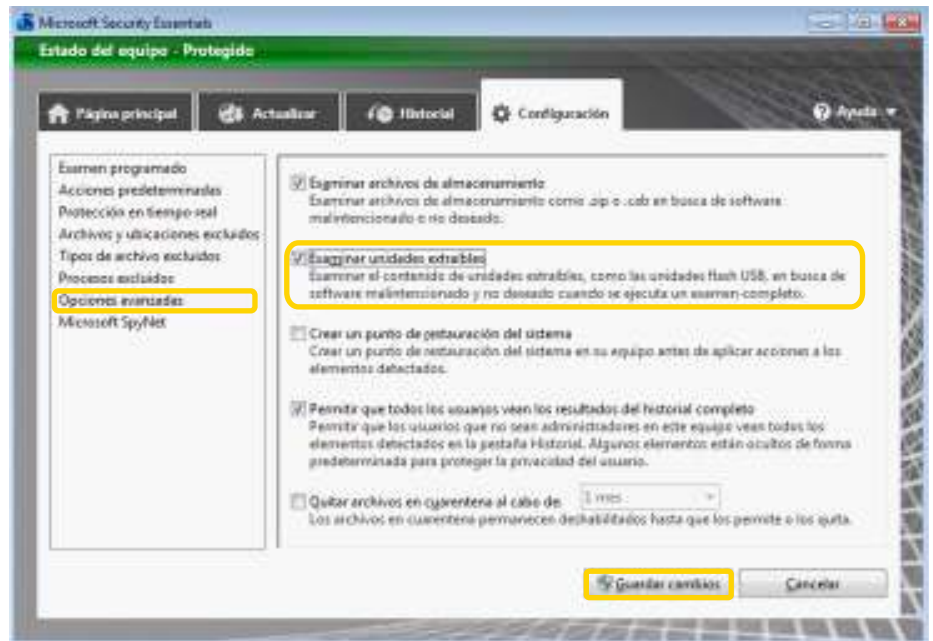 Microsoft Security Essentials
Estado del equipo - Protegido
Página principal
Actualizar
Historial
Configuración
Ayuda
Examen programado
Acciones predeterminadas
Protección en tiempo real
Archivos y ubicaciones excluidos
Tipos de archivo excluidos
Procesos excluidos
Opciones avanzadas
Microsoft SpyNet
Examinar archivos de almacenamiento
Examinar archivos de almacenamiento como .zip o .cab en busca de software
malintencionado o no deseado.
Examinar unidades extraíbles
Examinar el contenido de unidades extraíbles, como las unidades flash USB, en busca de
software malintencionado y no deseado cuando se ejecuta un examen completo.
Crear un punto de restauración del sistema
Crear un punto de restauración del sistema en su equipo antes de aplicar acciones a los
elementos detectados.
Permitir que todos los usuarios vean los resultados del historial completo
Permitir que los usuarios que no sean administradores en este equipo vean todos los
elementos detectados en la pestaña Historial. Algunos elementos están ocultos de forma
predeterminada para proteger la privacidad del usuario.
Quitar archivos en cuarentena al cabo de:
1 mes
Los archivos en cuarentena permanecen deshabilitados hasta que los permite o los quita.
Guardar cambios
Cancelar